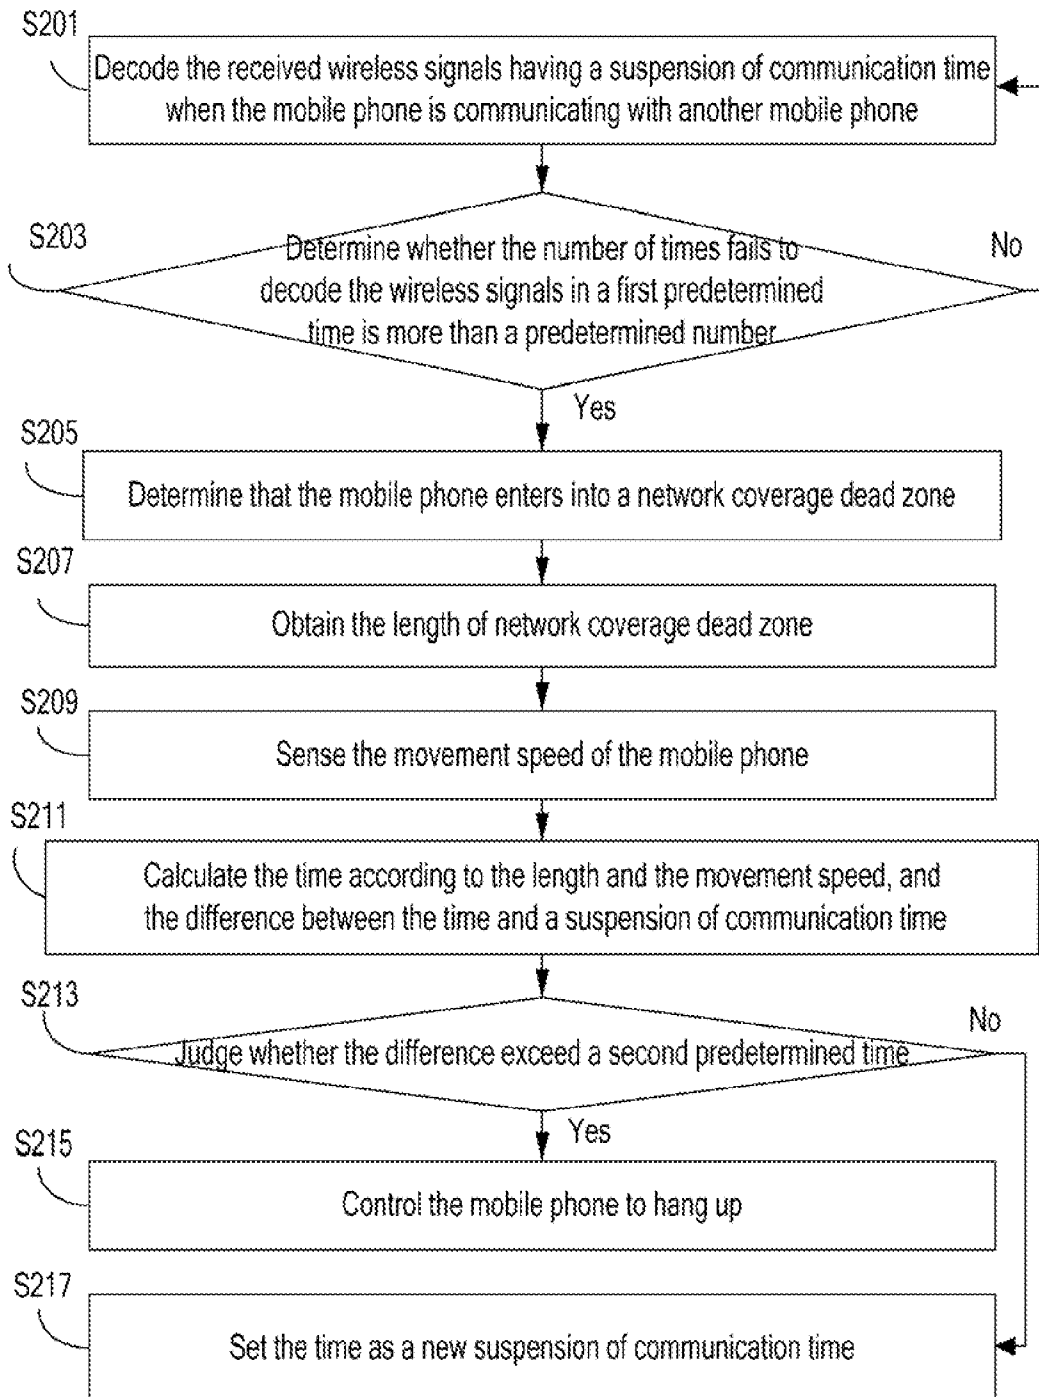 S201
Decode the received wireless signals having a suspension of communication time
when the mobile phone is communicating with another mobile phone
S203
Determine whether the number of times fails to
decode the wireless signals in a first predetermined
time is more than a predetermined number
No
Yes
S205
Determine that the mobile phone enters into a network coverage dead zone
S207
Obtain the length of network coverage dead zone
S209
Sense the movement speed of the mobile phone
S211
Calculate the time according to the length and the movement speed, and
the difference between the time and a suspension of communication time
S213
Judge whether the difference exceed a second predetermined time
No
Yes
S215
Control the mobile phone to hang up
S217
Set the time as a new suspension of communication time